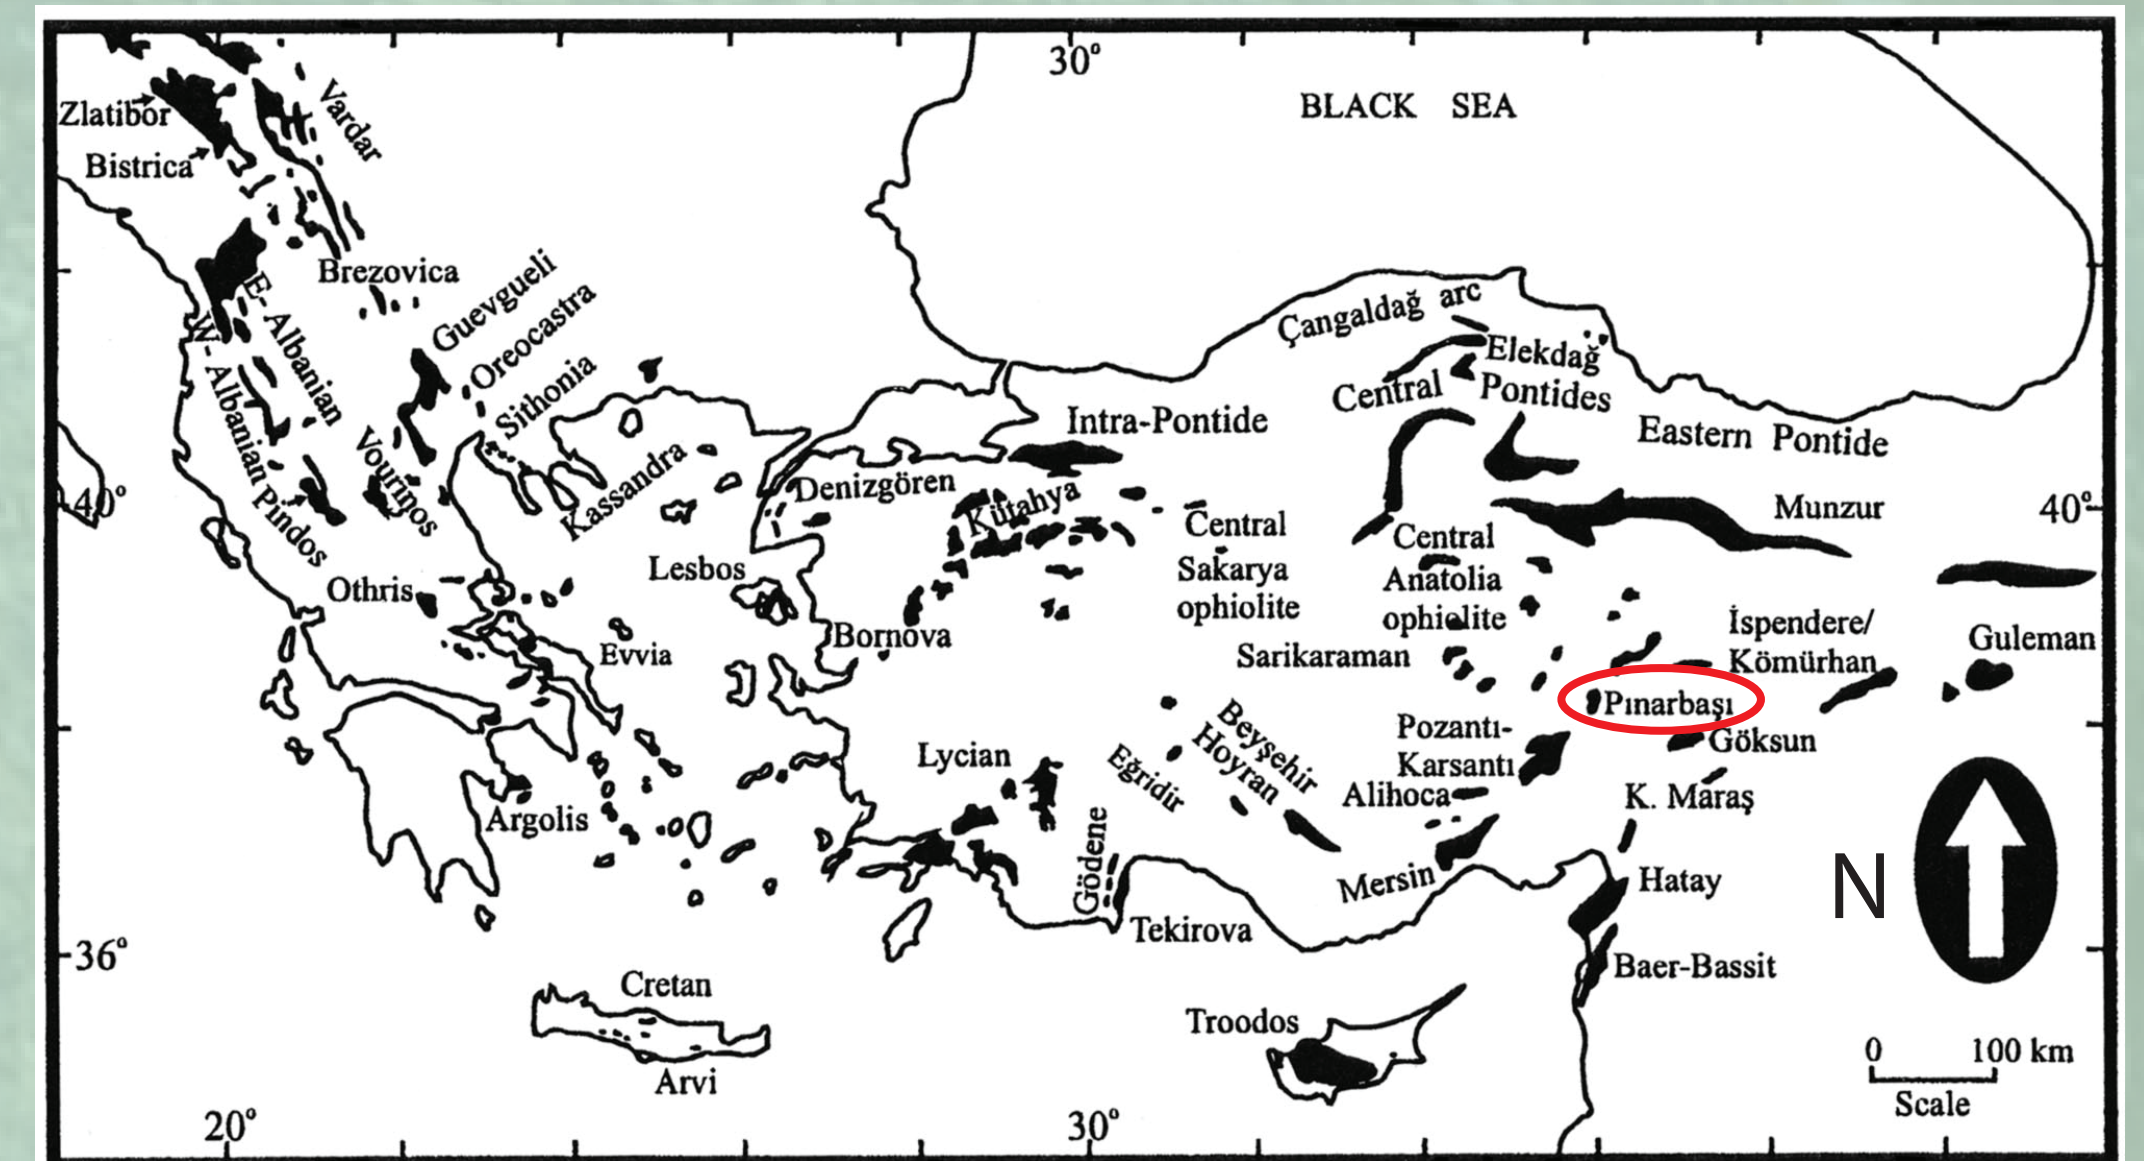 30°
BLACK SEA
Zlatibor
Vardar
Bistrica
Brezovica
E- Albanian
W- Albanian
Guevgueli
Oreocastra
Sithonia
Kassandra
Vourinos
Pindos
Othris
Lesbos
Evvia
Argolis
Çangaldağ arc
Elekdağ
Central Pontides
Intra-Pontide
Eastern Pontide
Denizgören
Kütahya
40°
40°
Munzur
Central
Sakarya
ophiolite
Central
Anatolia
ophiolite
Bornova
Sarikaraman
İspendere/
Kömürhan
Guleman
Pınarbaşı
Pozantı-
Karsantı
Göksun
Lycian
Eğridir
Beyşehir
Hoyran
Alihoca
K. Maraş
Gödene
Mersin
Hatay
N
Tekirova
36°
Baer-Bassit
Cretan
Troodos
Arvi
0 100 km
Scale
20°
30°